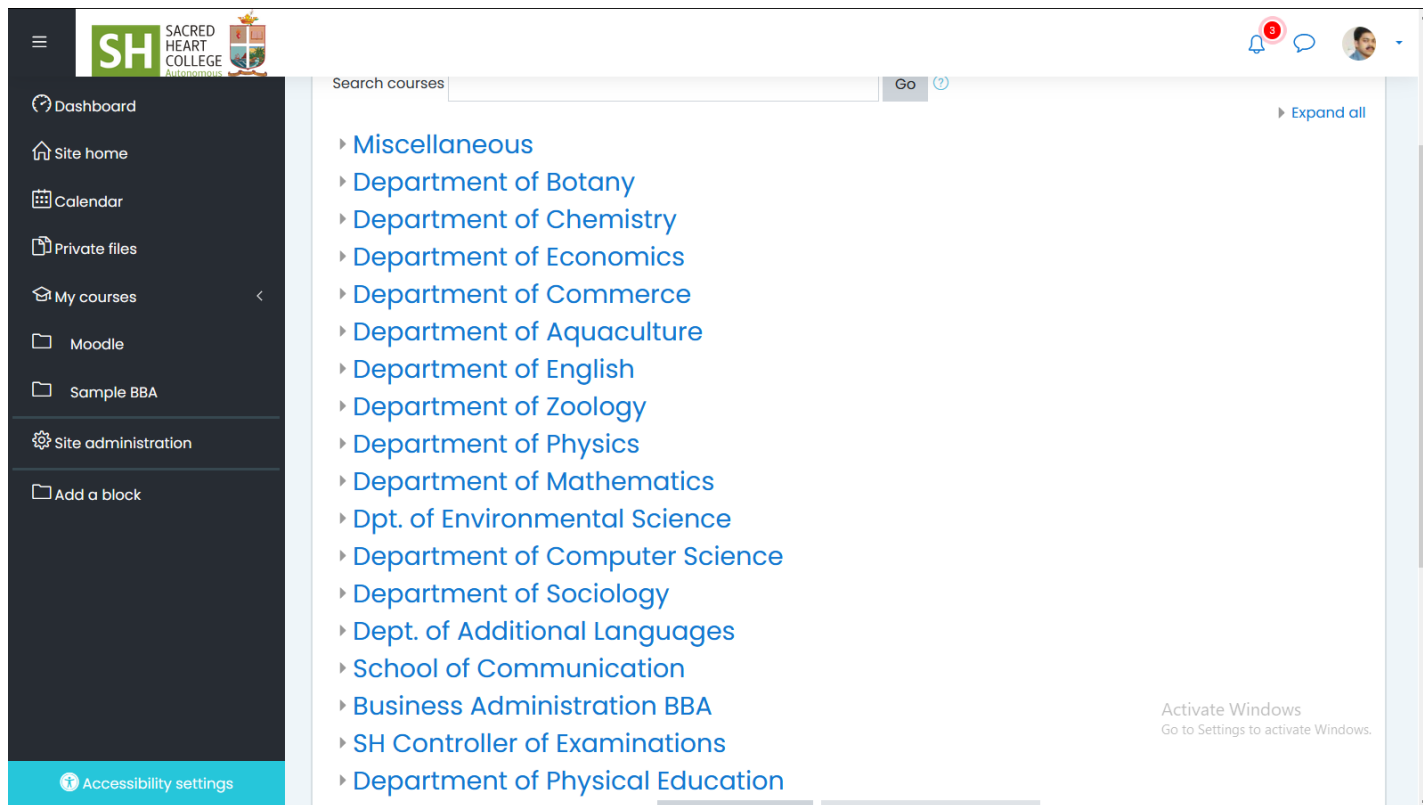 SH SACRED
HEART
COLLEGE
Autonomous
3
Dashboard
Site home
Calendar
Private files
My courses
Moodle
Sample BBA
Site administration
Add a block
Accessibility settings
Search courses Go ?
Expand all
Miscellaneous
Department of Botany
Department of Chemistry
Department of Economics
Department of Commerce
Department of Aquaculture
Department of English
Department of Zoology
Department of Physics
Department of Mathematics
Dpt. of Environmental Science
Department of Computer Science
Department of Sociology
Dept. of Additional Languages
School of Communication
Business Administration BBA
SH Controller of Examinations
Department of Physical Education
Activate Windows
Go to Settings to activate Windows.